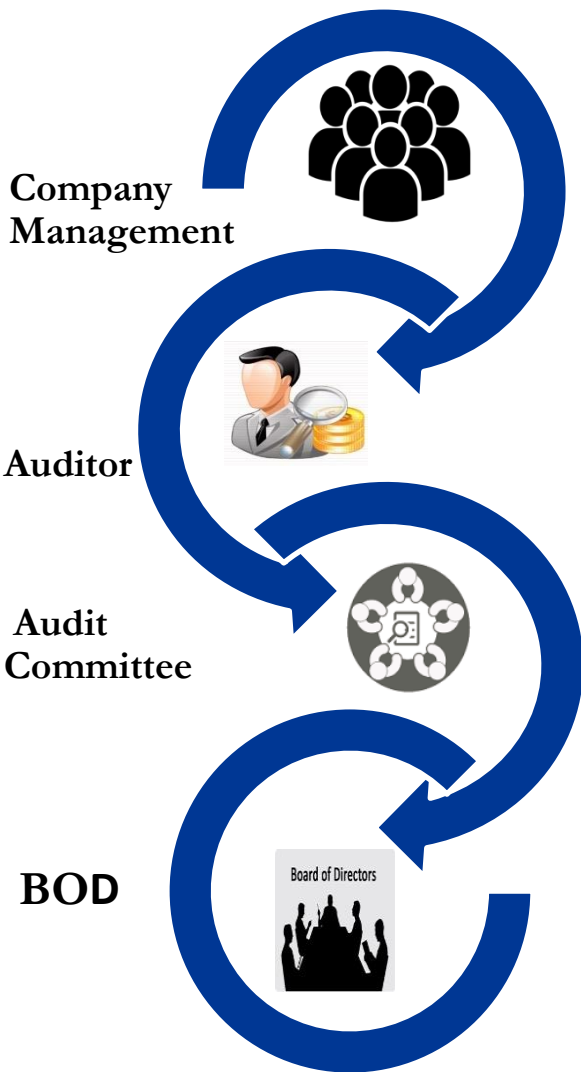 Company
Management
Auditor
Audit
Committee
Board of Directors
BOD